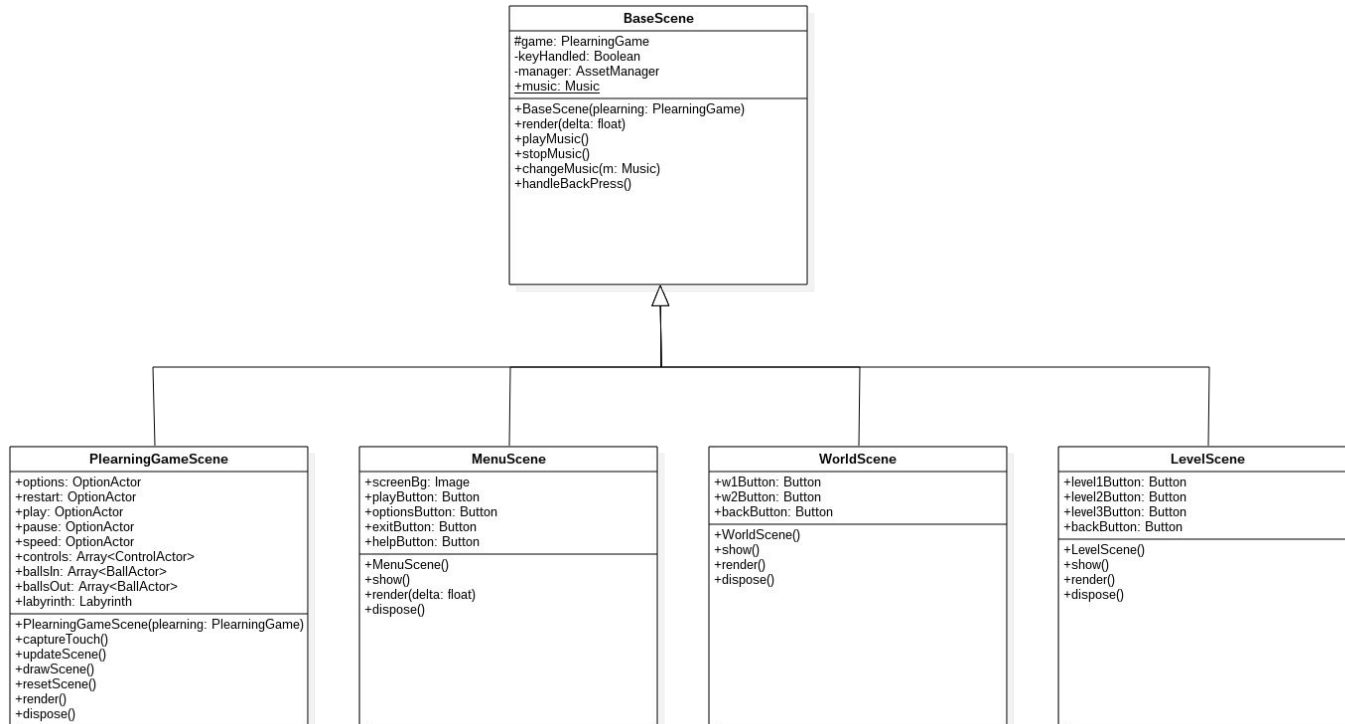 BaseScene
#game: PlearningGame
-keyHandled: Boolean
-manager: AssetManager
+music: Music
+BaseScene(plearning: PlearningGame)
+render(delta: float)
+playMusic()
+stopMusic()
+changeMusic(m: Music)
+handleBackPress()
PlearningGameScene
+options: OptionActor
+restart: OptionActor
+play: OptionActor
+pause: OptionActor
+speed: OptionActor
+controls: Array<ControlActor>
+ballsIn: Array<BallActor>
+ballsOut: Array<BallActor>
+labyrinth: Labyrinth
+PlearningGameScene(plearning: PlearningGame)
+captureTouch()
+updateScene()
+drawScene()
+resetScene()
+render()
+dispose()
MenuScene
+screenBg: Image
+playButton: Button
+optionsButton: Button
+exitButton: Button
+helpButton: Button
+MenuScene()
+show()
+render(delta: float)
+dispose()
WorldScene
+w1Button: Button
+w2Button: Button
+backButton: Button
+WorldScene()
+show()
+render()
+dispose()
LevelScene
+level1Button: Button
+level2Button: Button
+level3Button: Button
+backButton: Button
+LevelScene()
+show()
+render()
+dispose()